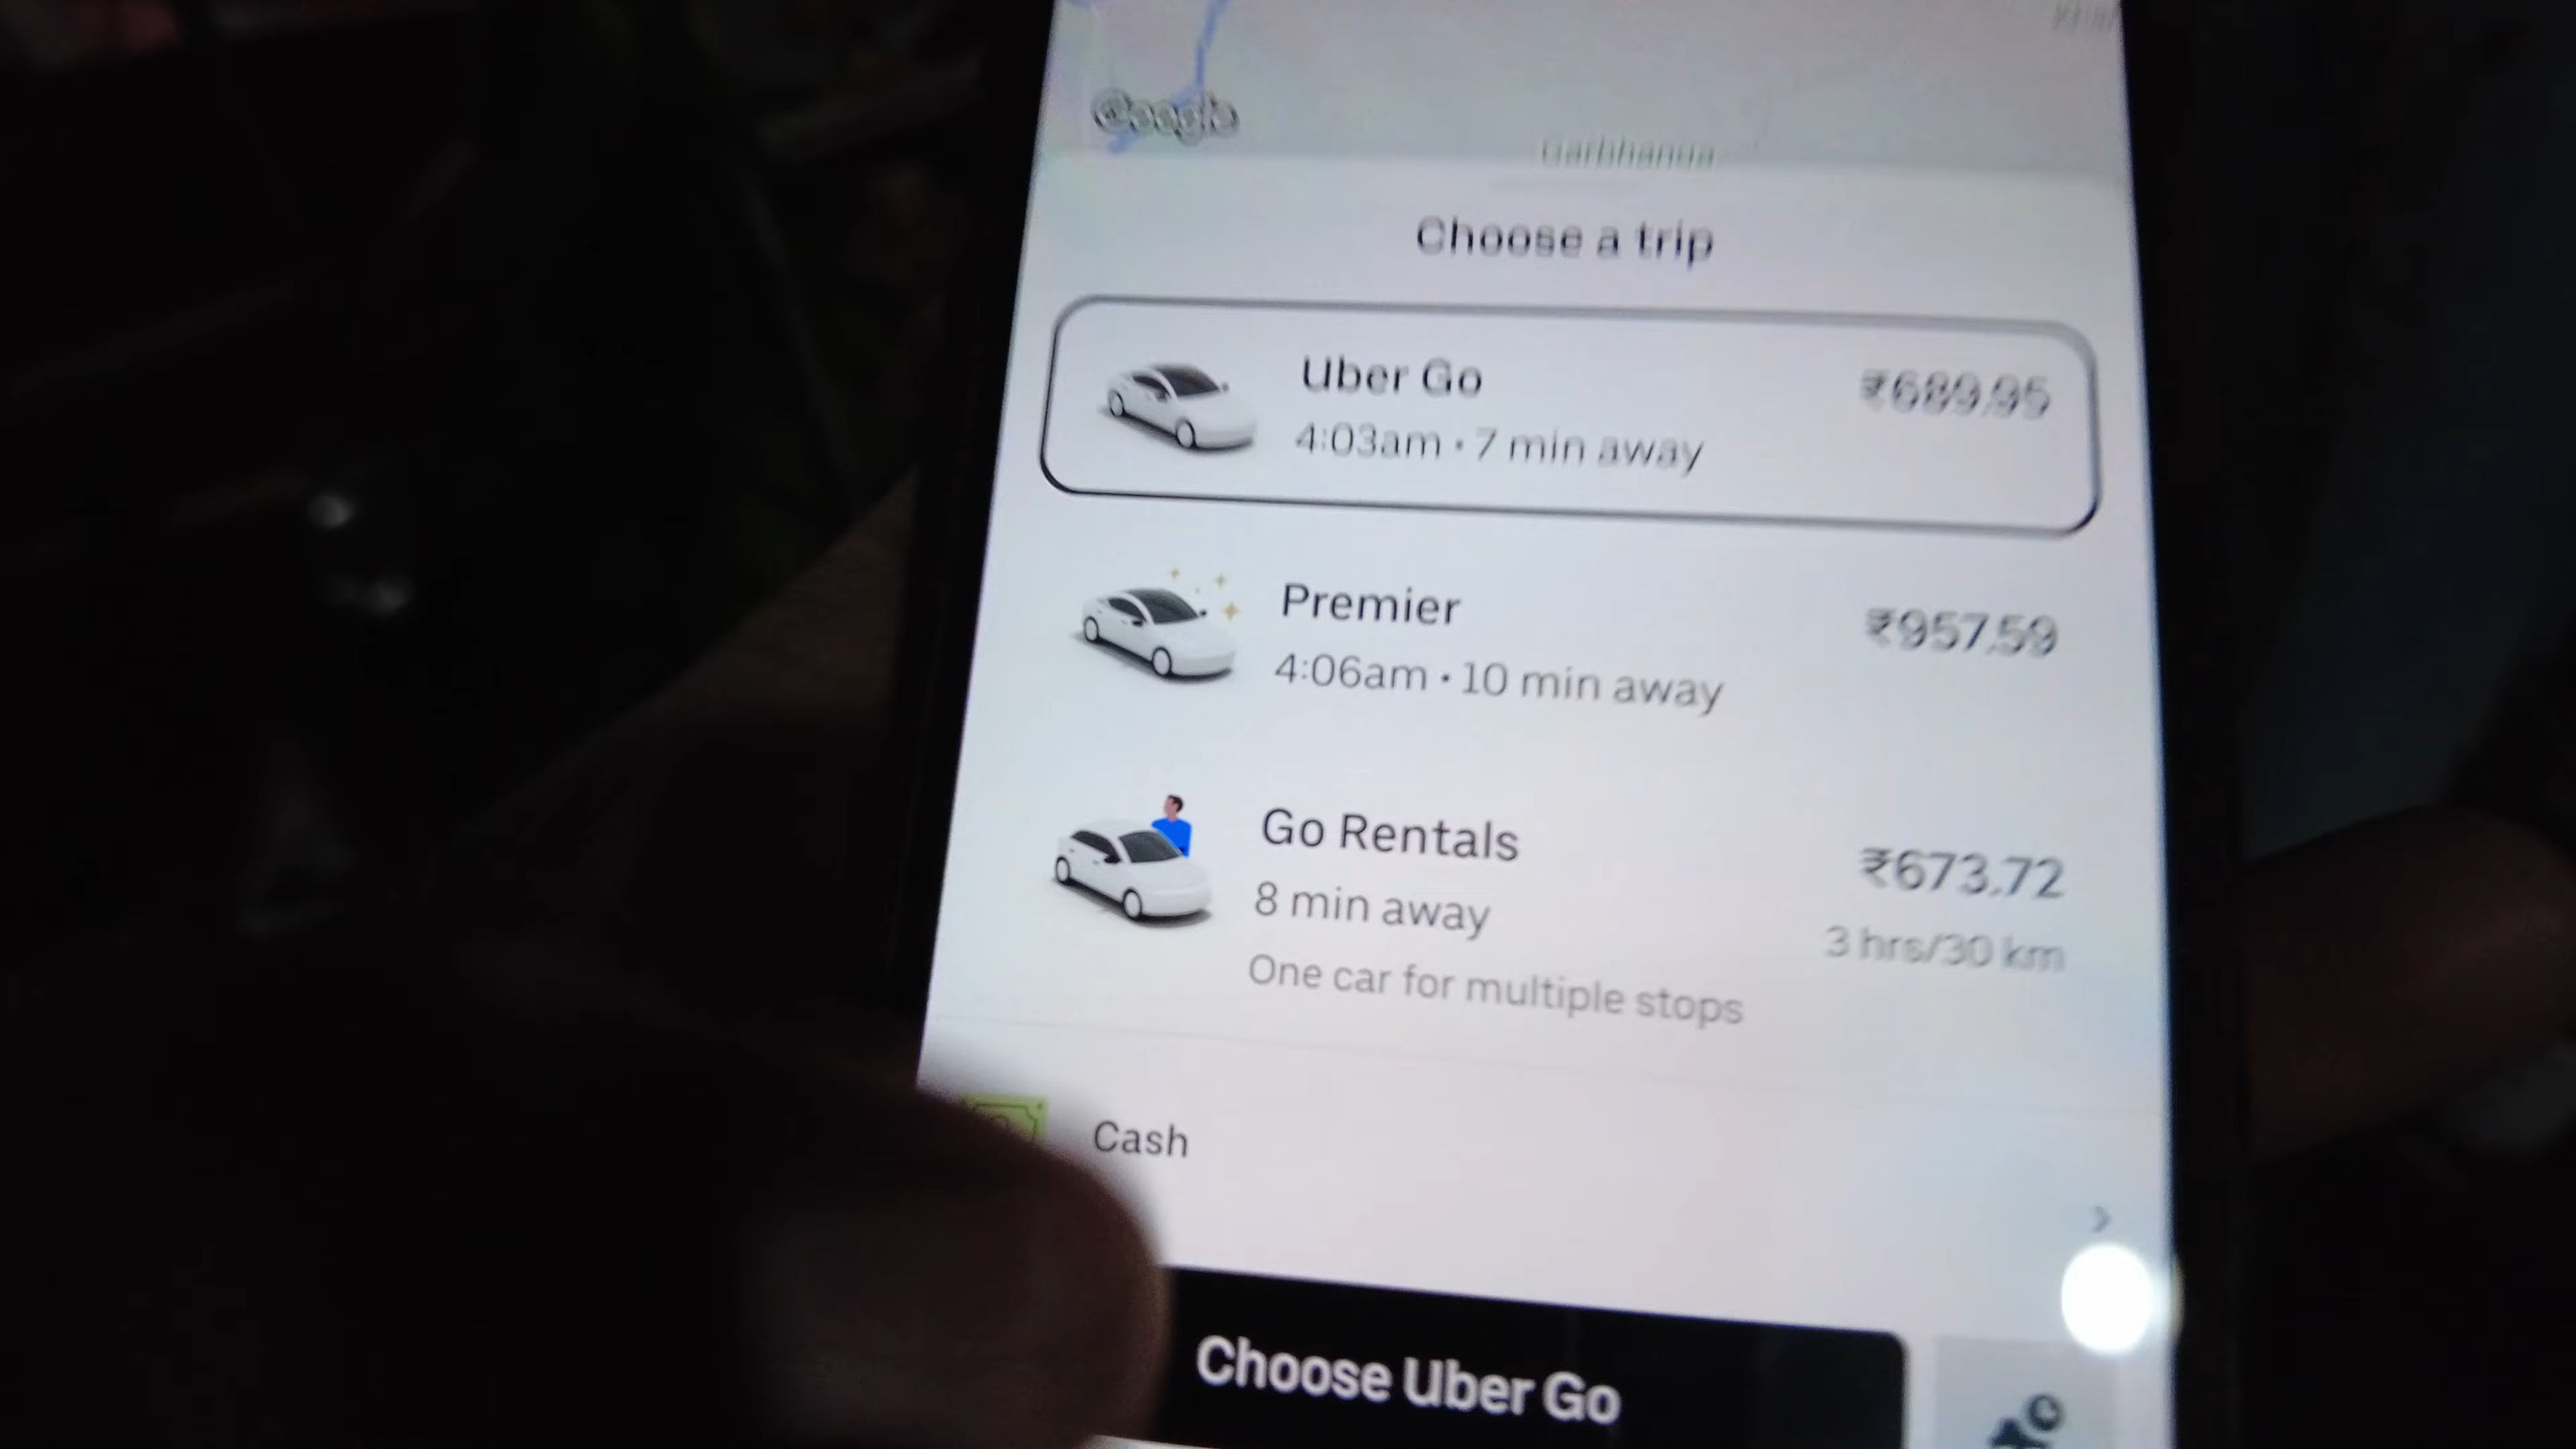 Google
Garbhanga
Choose a trip
Uber Go
₹689.95
4:03am • 7 min away
Premier
₹957.59
4:06am • 10 min away
Go Rentals
₹673.72
8 min away
3 hrs/30 km
One car for multiple stops
Cash
Choose Uber Go